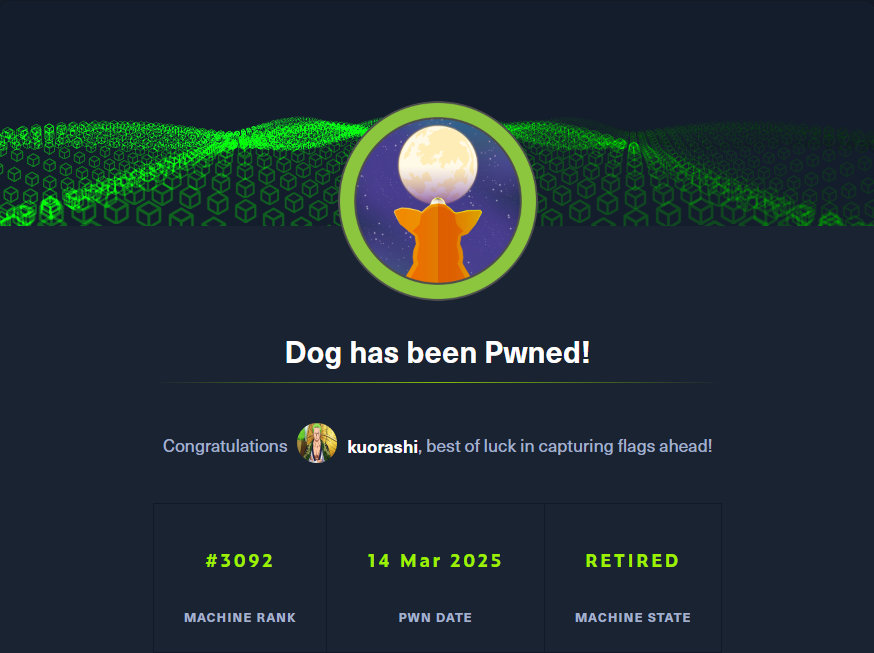 Dog has been Pwned!
Congratulations kuorashi, best of luck in capturing flags ahead!
#3092 14 Mar 2025 RETIRED
MACHINE RANK PWN DATE MACHINE STATE